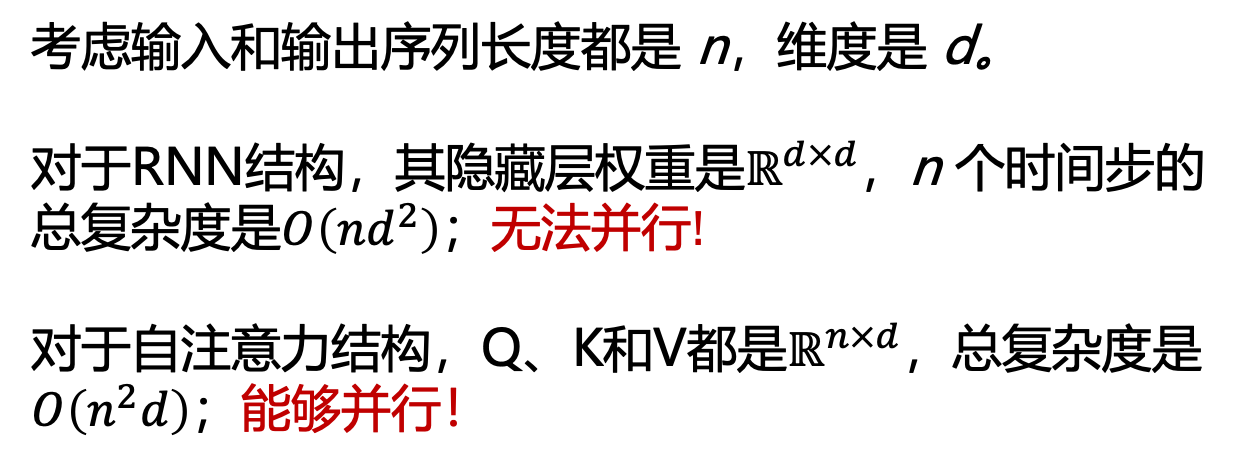 考虑输入和输出序列长度都是 n，维度是 d。
对于RNN结构，其隐藏层权重是ℝ^{d×d}，n 个时间步的
总复杂度是O(nd²)；无法并行!
对于自注意力结构，Q、K和V都是ℝ^{n×d}，总复杂度是
O(n²d)；能够并行！